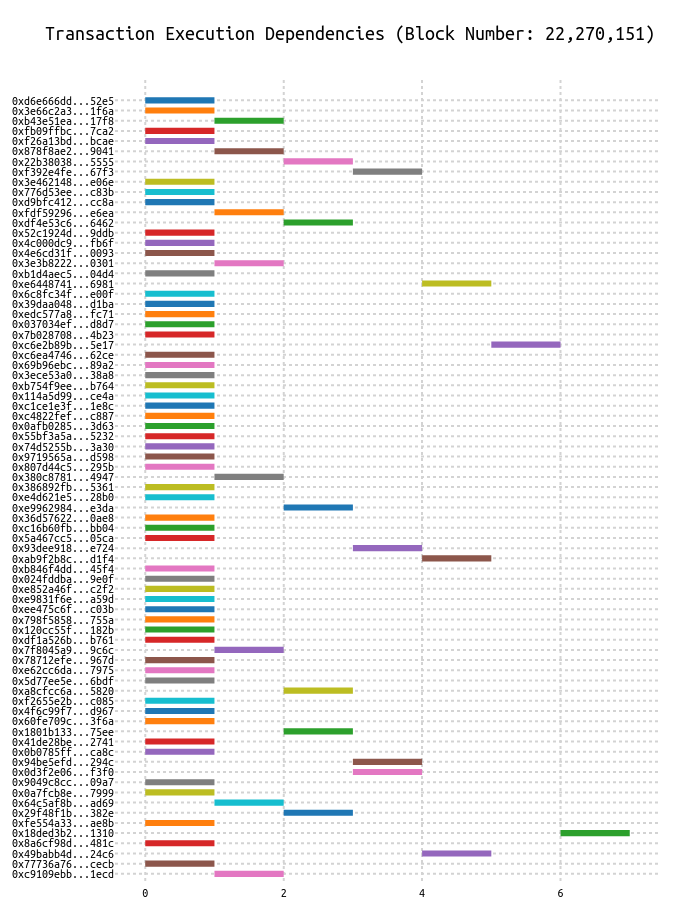 Transaction Execution Dependencies (Block Number: 22,270,151)
0xd6e666dd...52e5
0x3e66c2a3...1f6a
0xb43e51ea...17f8
0xfb09ffbc...7ca2
0xf26a13bd...bcae
0x878f8ae2...9041
0x22b38038...5555
0xf392e4fe...67f3
0x3e462148...e06e
0x776d53ee...c83b
0xd9bfc412...cc8a
0xfdf59296...e6ea
0xdf4e53c6...6462
0x52c1924d...9ddb
0x4c000dc9...fb6f
0x4e6cd31f...0093
0x3e3b8222...0301
0xb1d4aec5...04d4
0xe6448741...6981
0x6c8fc34f...e00f
0x39daa048...d1ba
0xedc577a8...fc71
0x037034ef...d8d7
0x7b028708...4b23
0xc6e2b89b...5e17
0xc6ea4746...62ce
0x69b96ebc...89a2
0x3ece53a0...38a8
0xb754f9ee...b764
0x114a5d99...ce4a
0xc1ce1e3f...1e8c
0xc4822fef...c887
0x0afb0285...3d63
0x55bf3a5a...5232
0x74d5255b...3a30
0x9719565a...d598
0x807d44c5...295b
0x380c8781...4947
0x386892fb...5361
0xe4d621e5...28b0
0xe9962984...e3da
0x36d57622...0ae8
0xc16b60fb...bb04
0x5a467cc5...05ca
0x93dee918...e724
0xab9f2b8c...d1f4
0xb846f4dd...45f4
0x024fddba...9e0f
0xe852a46f...c2f2
0xe9831f6e...a59d
0xee475c6f...c03b
0x798f5858...755a
0x120cc55f...182b
0xdf1a526b...b761
0x7f8045a9...9c6c
0x78712efe...967d
0xe62cc6da...7975
0x5d77ee5e...6bdf
0xa8cfcc6a...5820
0xf2655e2b...c085
0x4f6c99f7...d967
0x60fe709c...3f6a
0x1801b133...75ee
0x41de28be...2741
0x0b0785ff...ca8c
0x94be5efd...294c
0x0d3f2e06...f3f0
0x9049c8cc...09a7
0x0a7fcb8e...7999
0x64c5af8b...ad69
0x29f48f1b...382e
0xfe554a33...ae8b
0x18ded3b2...1310
0x8a6cf98d...481c
0x49babb4d...24c6
0x77736a76...cecb
0xc9109ebb...1ecd
0 2 4 6